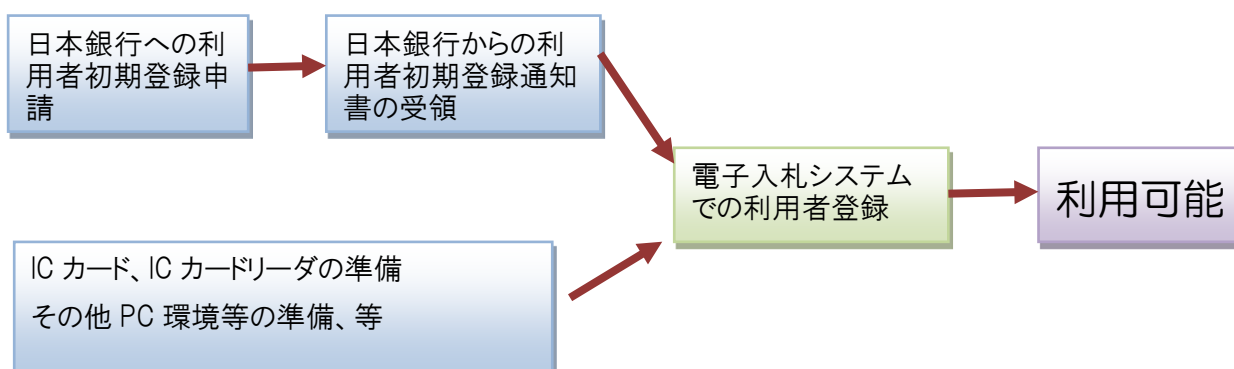 日本銀行への利
用者初期登録申
請
日本銀行からの利
用者初期登録通知
書の受領
電子入札システム
での利用者登録
利用可能
IC カード、IC カードリーダの準備
その他 PC 環境等の準備、等